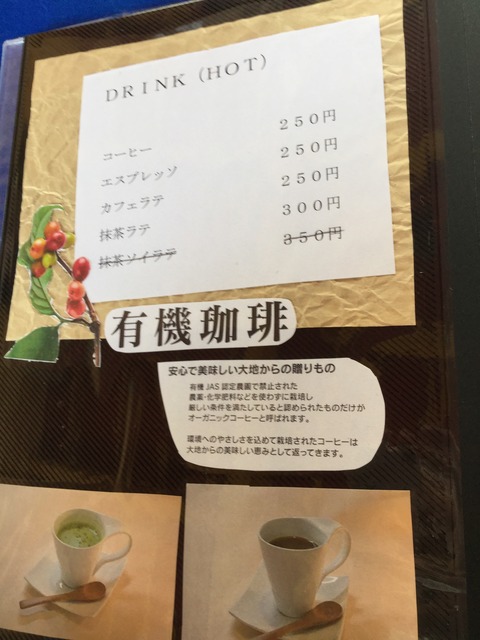 DRINK (HOT)
コーヒー 250円
エスプレッソ 250円
カフェラテ 250円
抹茶ラテ 300円
抹茶ソイラテ 350円
有機珈琲
安心で美味しい大地からの贈りもの
有機JAS認定農園で禁止された
農薬・化学肥料などを使わずに栽培し
厳しい条件を満たしていると認められたものだけが
オーガニックコーヒーと呼ばれます。
環境へのやさしさを込めて栽培されたコーヒーは
大地からの美味しい恵みとして返ってきます。